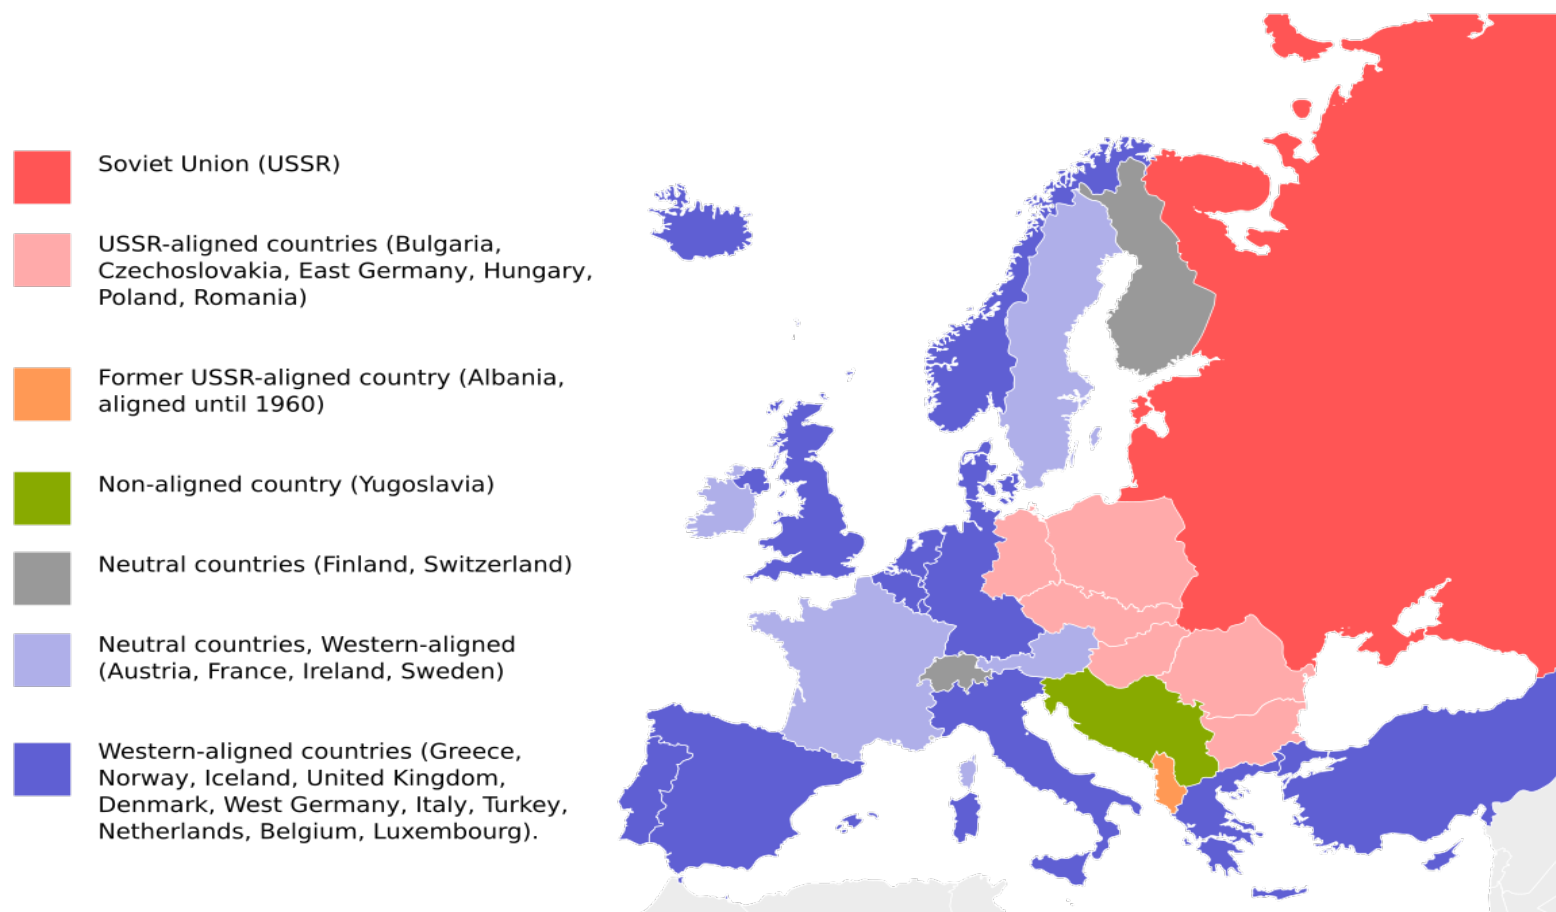 Soviet Union (USSR)
USSR-aligned countries (Bulgaria,
Czechoslovakia, East Germany, Hungary,
Poland, Romania)
Former USSR-aligned country (Albania,
aligned until 1960)
Non-aligned country (Yugoslavia)
Neutral countries (Finland, Switzerland)
Neutral countries, Western-aligned
(Austria, France, Ireland, Sweden)
Western-aligned countries (Greece,
Norway, Iceland, United Kingdom,
Denmark, West Germany, Italy, Turkey,
Netherlands, Belgium, Luxembourg).